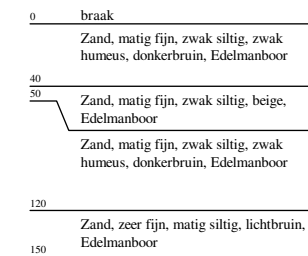 0 braak
Zand, matig fijn, zwak siltig, zwak
humeus, donkerbruin, Edelmanboor
40
50
Zand, matig fijn, zwak siltig, beige,
Edelmanboor
Zand, matig fijn, zwak siltig, zwak
humeus, donkerbruin, Edelmanboor
120
Zand, zeer fijn, matig siltig, lichtbruin,
Edelmanboor
150